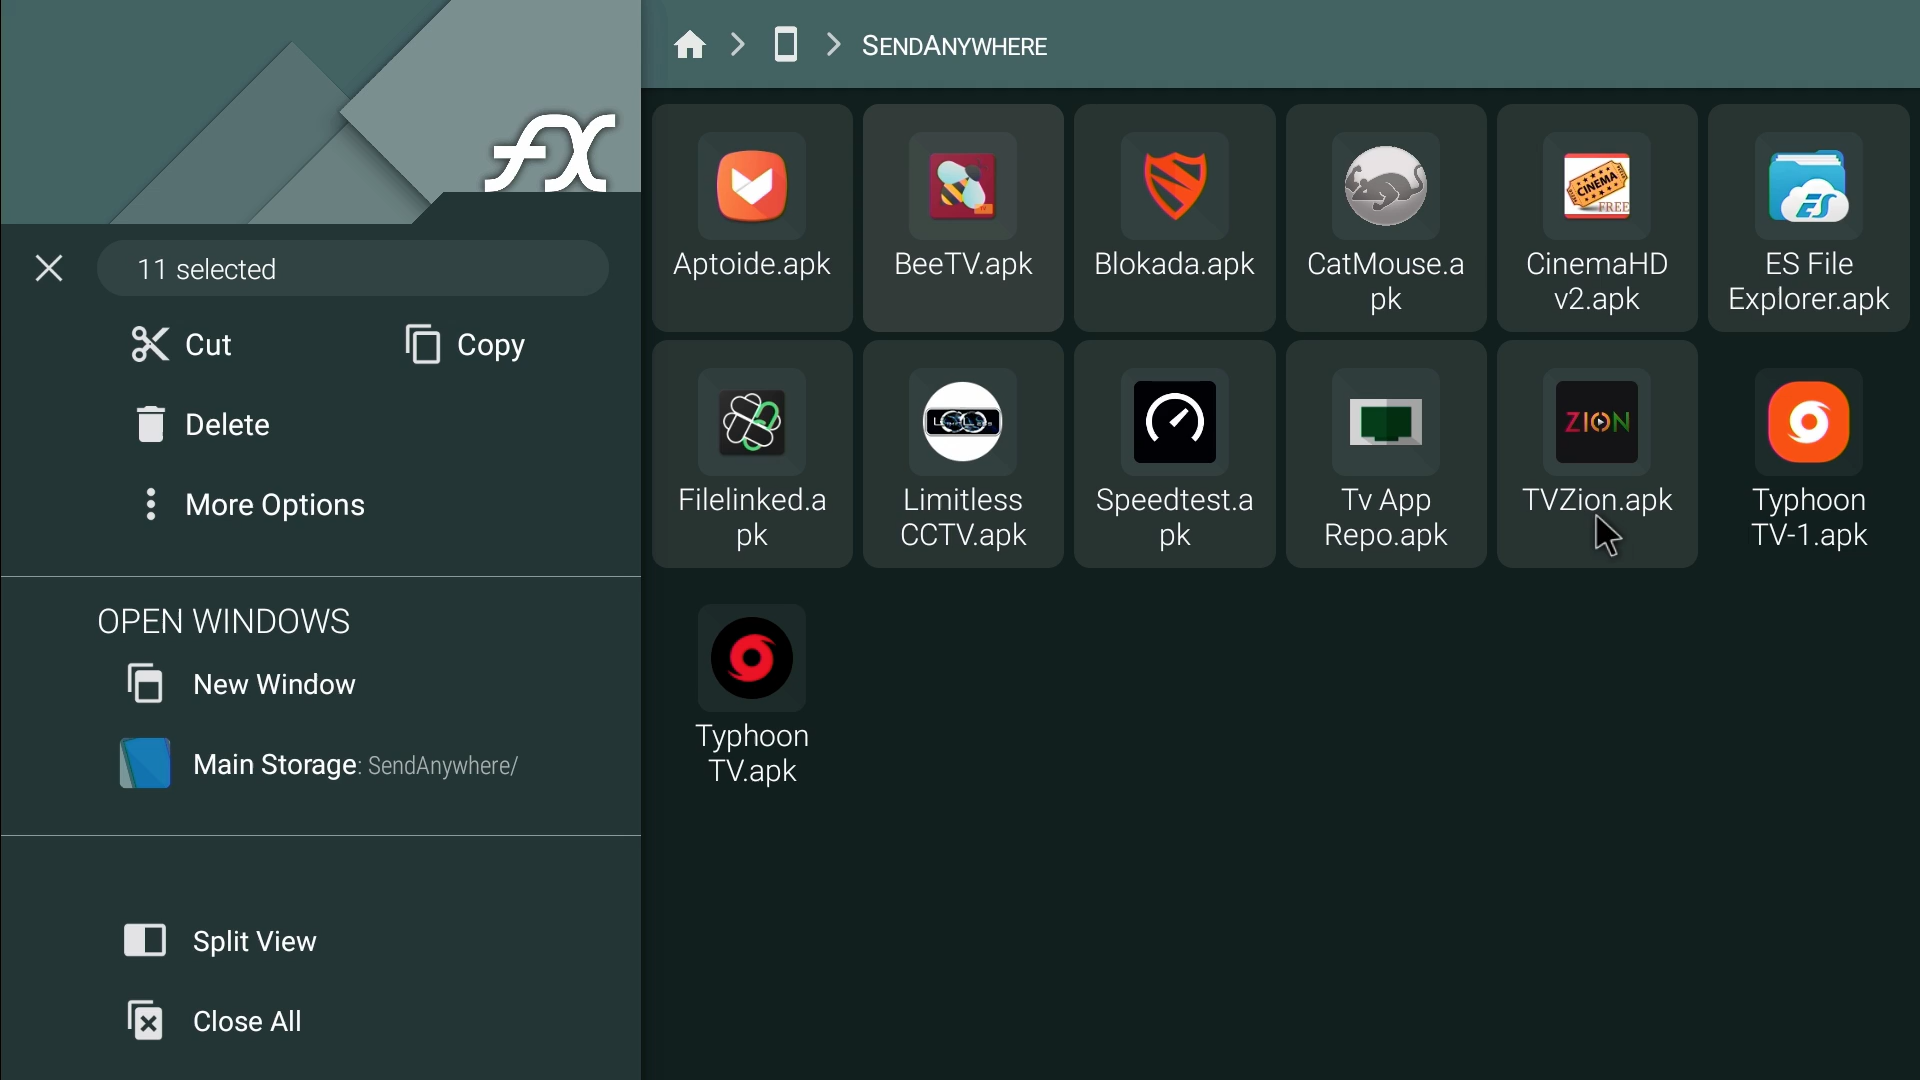 fX
11 selected
Cut
Copy
Delete
More Options
OPEN WINDOWS
New Window
Main Storage: SendAnywhere/
Split View
Close All
SENDANYWHERE
Aptoide.apk
BeeTV.apk
Blokada.apk
CatMouse.a
pk
CINEMA
FREE
CinemaHD
v2.apk
ES
ES File
Explorer.apk
Filelinked.a
pk
Limitless
CCTV.apk
Speedtest.a
pk
Tv App
Repo.apk
ZION
TVZion.apk
Typhoon
TV-1.apk
Typhoon
TV.apk